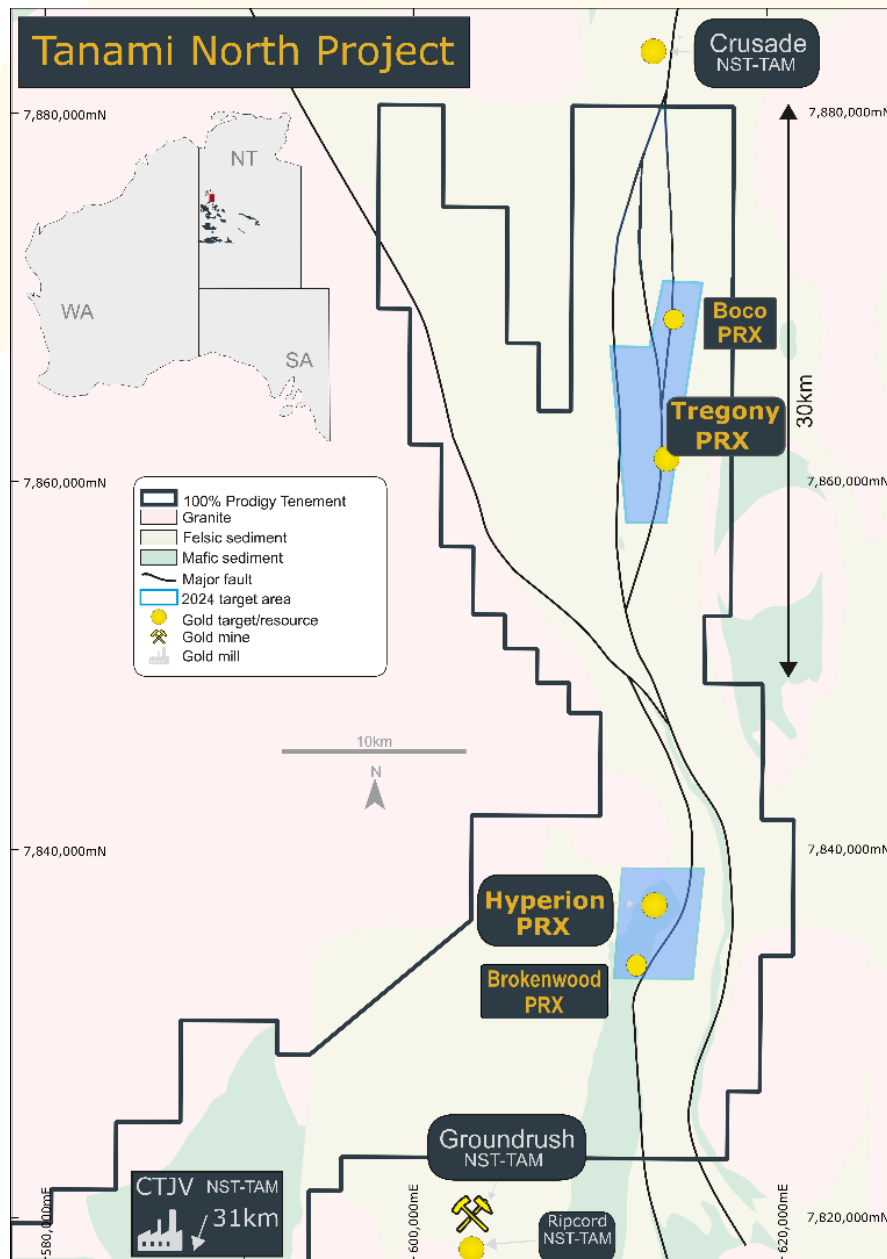 Tanami North Project
Crusade
NST-TAM
7,880,000mN
7,880,000mN
NT
WA
SA
Boco
PRX
Tregony
PRX
30km
7,860,000mN
7,860,000mN
100% Prodigy Tenement
Granite
Felsic sediment
Mafic sediment
Major fault
2024 target area
Gold target/resource
Gold mine
Gold mill
10km
N
7,840,000mN
7,840,000mN
Hyperion
PRX
Brokenwood
PRX
Groundrush
NST-TAM
CTJV NST-TAM
31km
580,000mE
600,000mE
Ripcord
NST-TAM
620,000mE
7,820,000mN